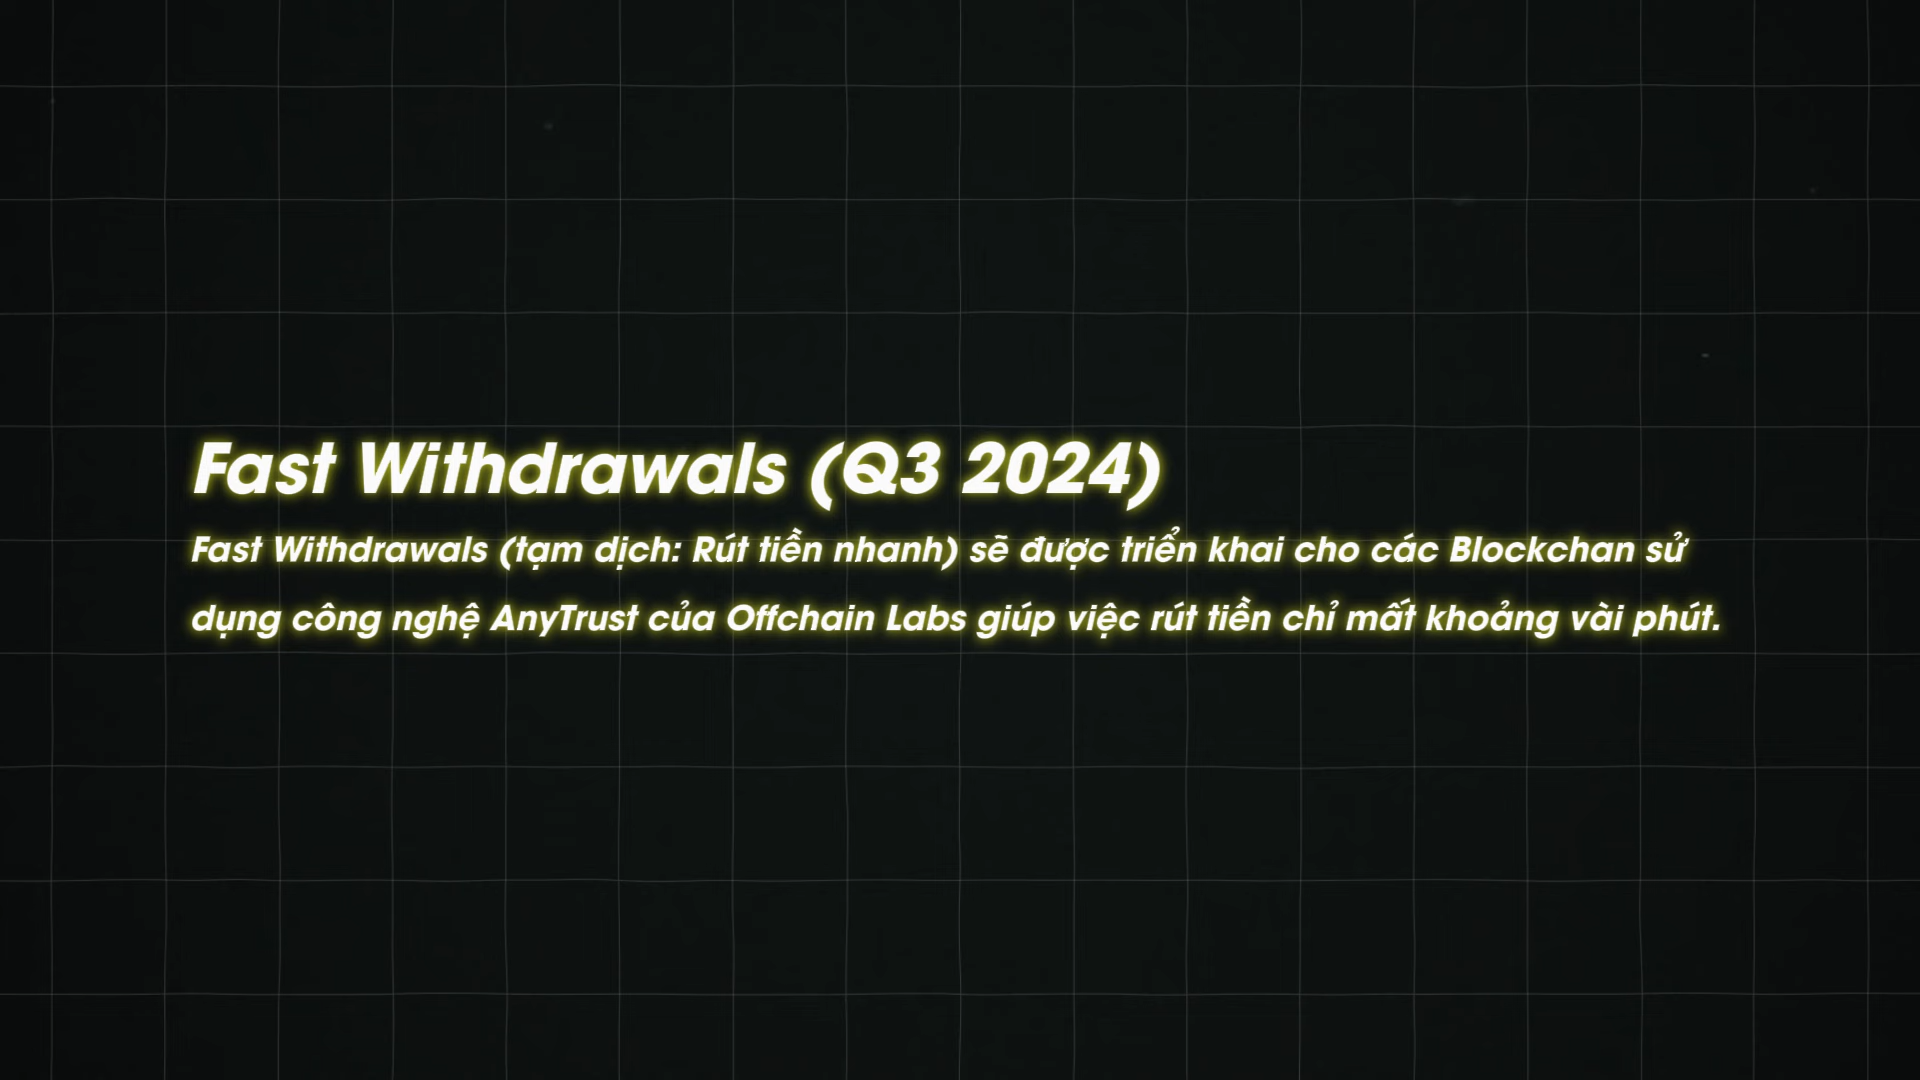 Fast Withdrawals (Q3 2024)
Fast Withdrawals (tạm dịch: Rút tiền nhanh) sẽ được triển khai cho các Blockchan sử
dụng công nghệ AnyTrust của Offchain Labs giúp việc rút tiền chỉ mất khoảng vài phút.